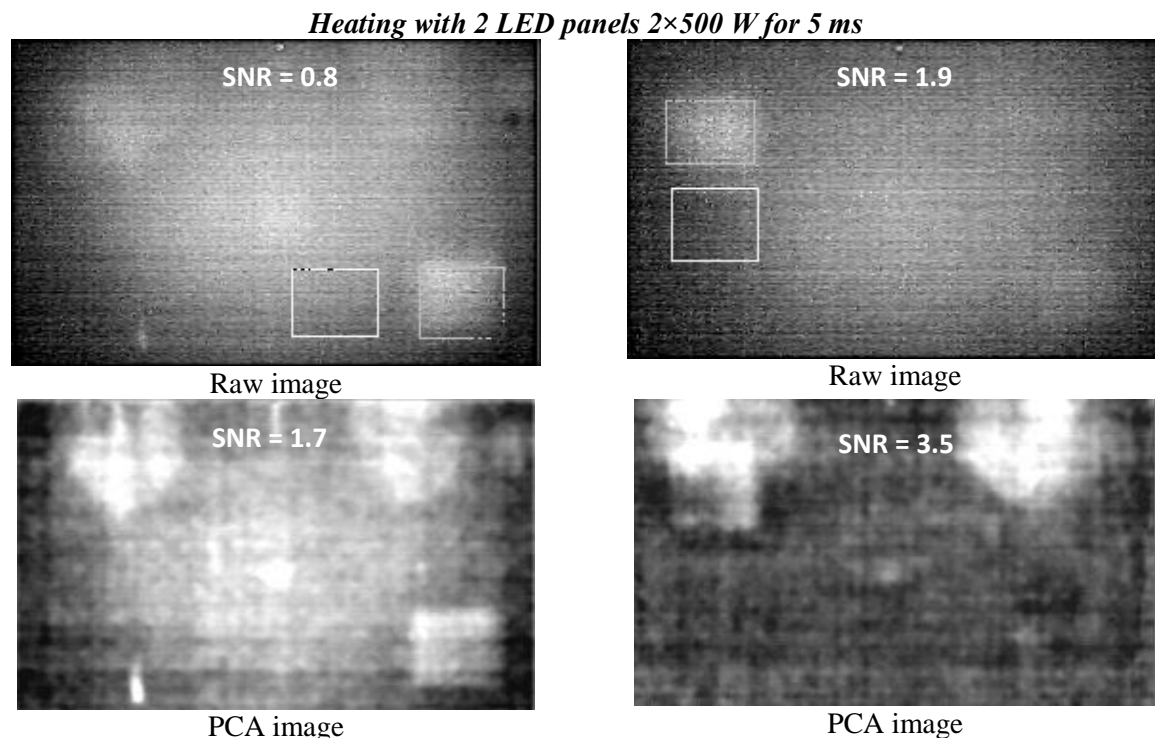 Heating with 2 LED panels 2×500 W for 5 ms
SNR = 0.8
SNR = 1.9
Raw image
Raw image
SNR = 1.7
SNR = 3.5
PCA image
PCA image